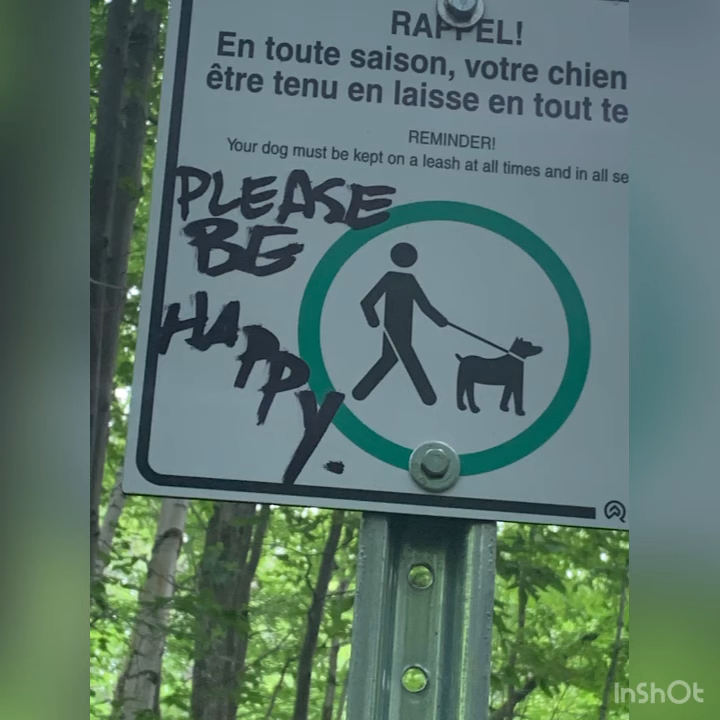 RAPPEL!
En toute saison, votre chien
être tenu en laisse en tout te
REMINDER!
Your dog must be kept on a leash at all times and in all se
PLEASE
BE
HAPPY.
InShOt